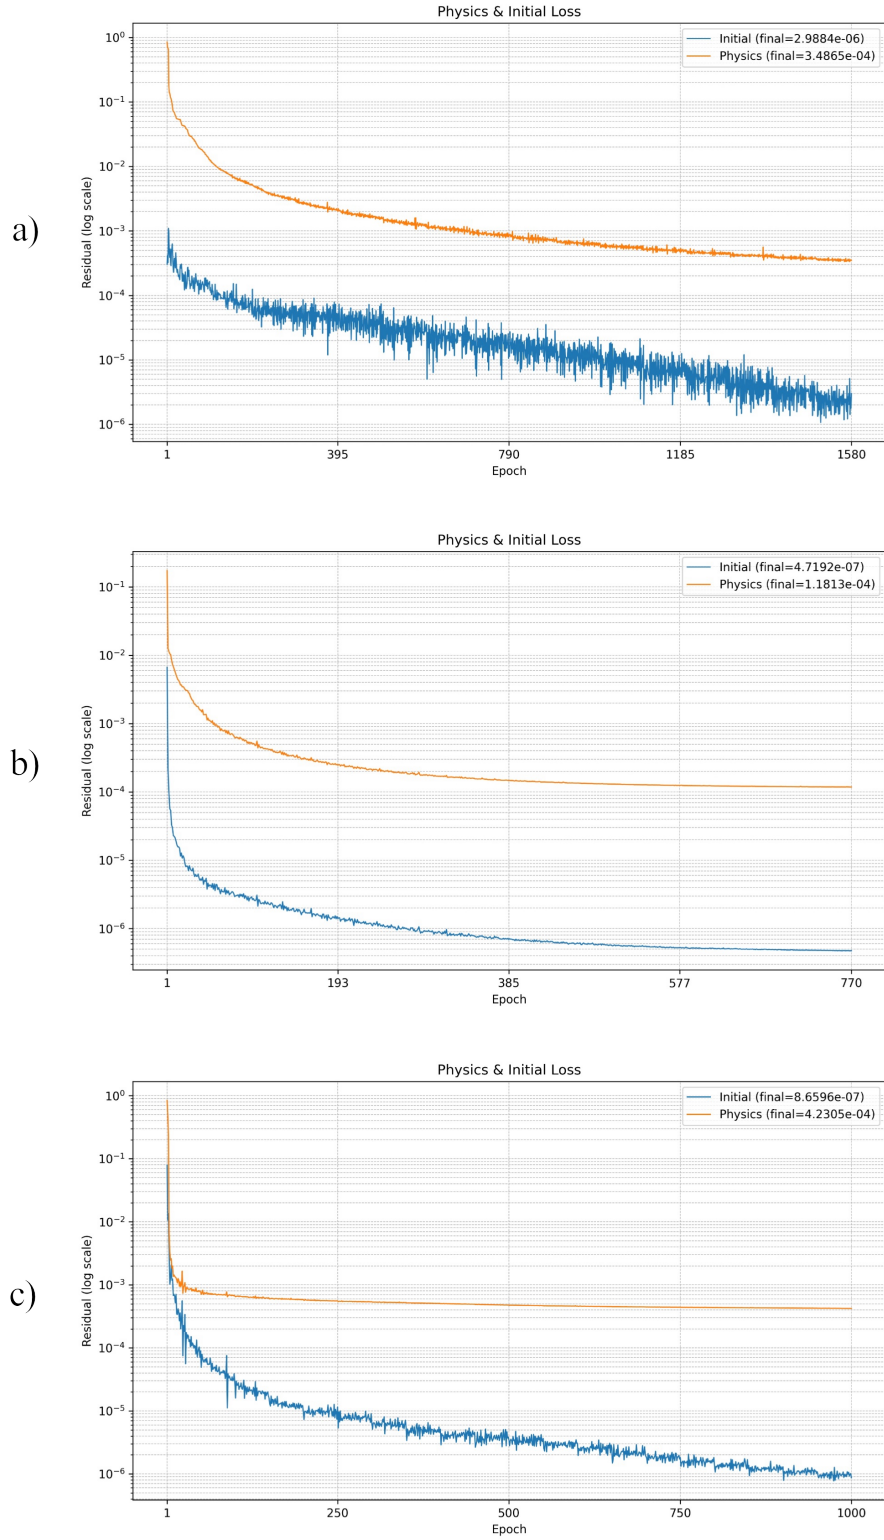 a)
Physics & Initial Loss
Residual (log scale)
10⁰
10⁻¹
10⁻²
10⁻³
10⁻⁴
10⁻⁵
10⁻⁶
Initial (final=2.9884e-06)
Physics (final=3.4865e-04)
1 395 790 1185 1580
Epoch
b)
Physics & Initial Loss
Residual (log scale)
10⁻¹
10⁻²
10⁻³
10⁻⁴
10⁻⁵
10⁻⁶
Initial (final=4.7192e-07)
Physics (final=1.1813e-04)
1 193 385 577 770
Epoch
c)
Physics & Initial Loss
Residual (log scale)
10⁰
10⁻¹
10⁻²
10⁻³
10⁻⁴
10⁻⁵
10⁻⁶
Initial (final=8.6596e-07)
Physics (final=4.2305e-04)
1 250 500 750 1000
Epoch